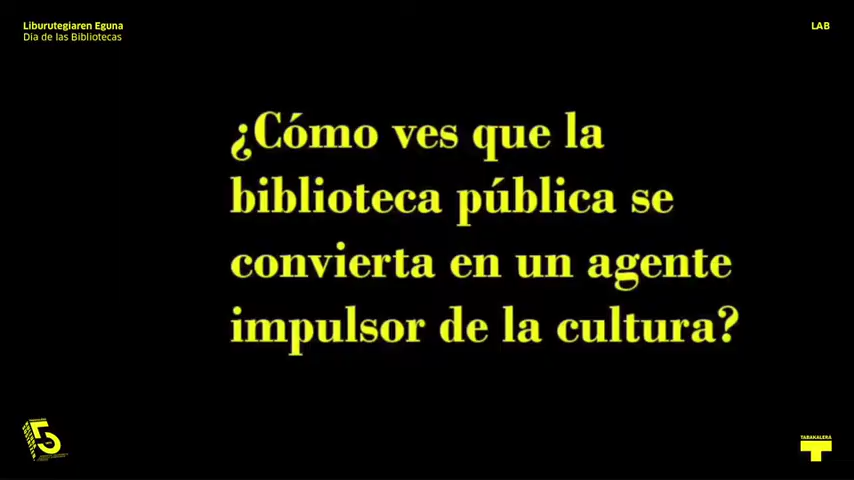 Liburutegiaren Eguna
Día de las Bibliotecas
LAB
¿Cómo ves que la
biblioteca pública se
convierta en un agente
impulsor de la cultura?
5
TABAKALERA